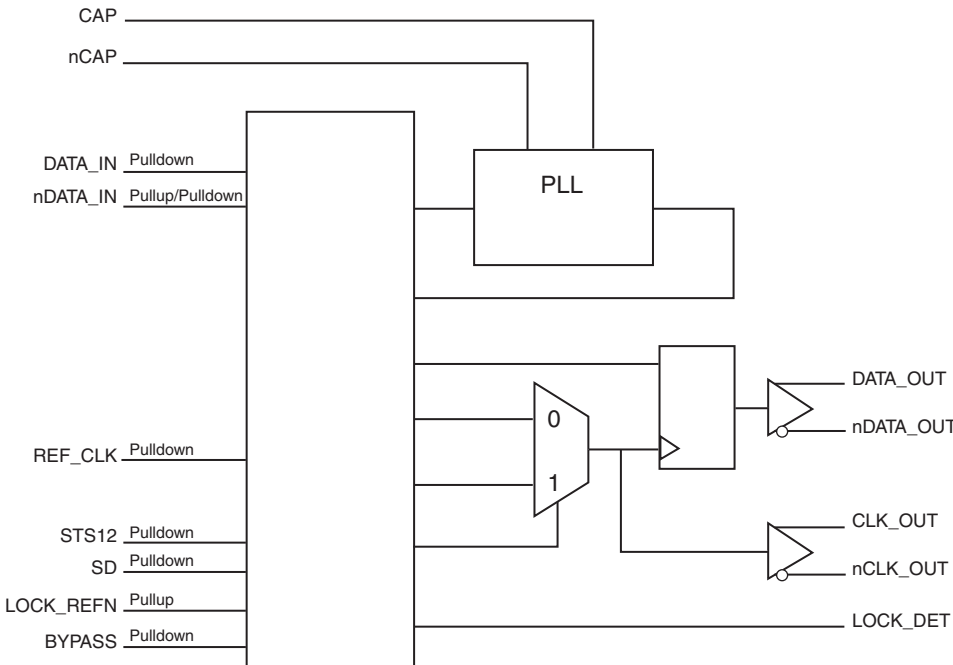 CAP
nCAP
DATA_IN Pulldown
nDATA_IN Pullup/Pulldown
PLL
REF_CLK Pulldown
STS12 Pulldown
SD Pulldown
LOCK_REFN Pullup
BYPASS Pulldown
0
1
DATA_OUT
nDATA_OUT
CLK_OUT
nCLK_OUT
LOCK_DET